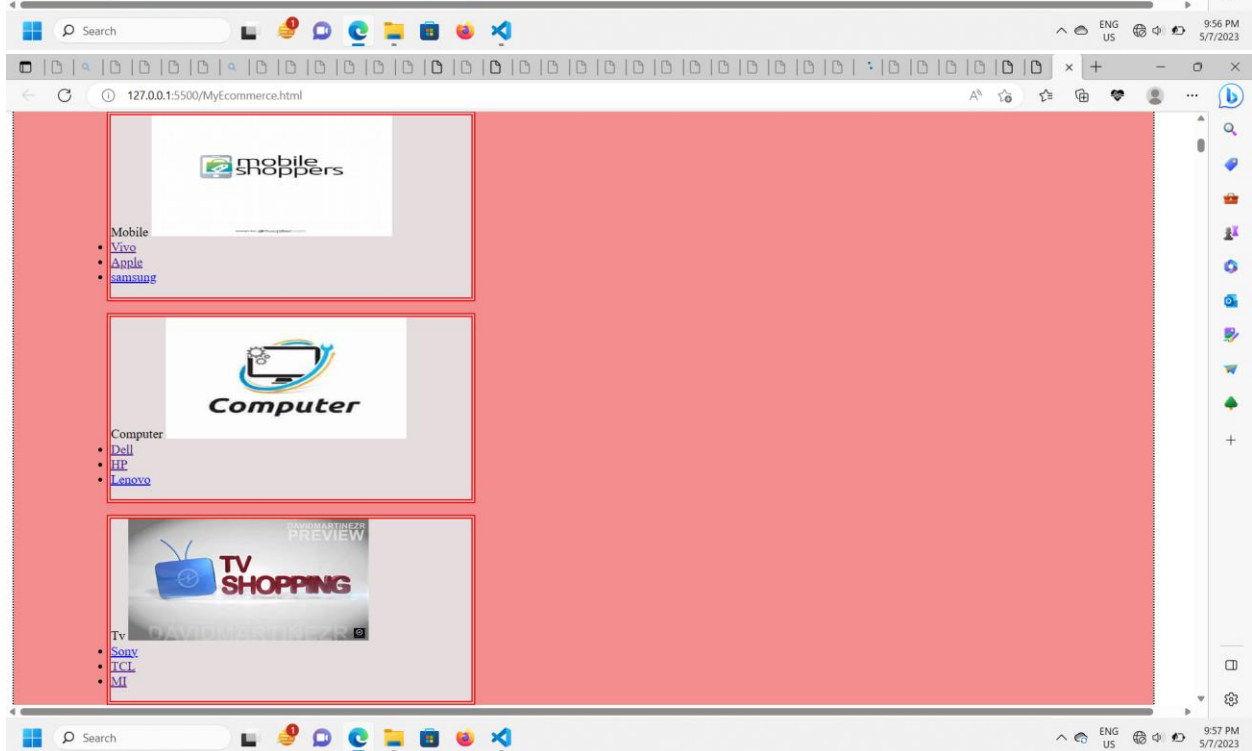 Search
ENG
US
9:56 PM
5/7/2023
127.0.0.1:5500/MyEcommerce.html
mobile
shoppers
Mobile
Vivo
Apple
samsung
Computer
Computer
Dell
HP
Lenovo
DAVIDMARTINEZR
PREVIEW
TV
SHOPPING
DAVIDMARTINEZR
Tv
Sony
TCL
MI
Search
ENG
US
9:57 PM
5/7/2023